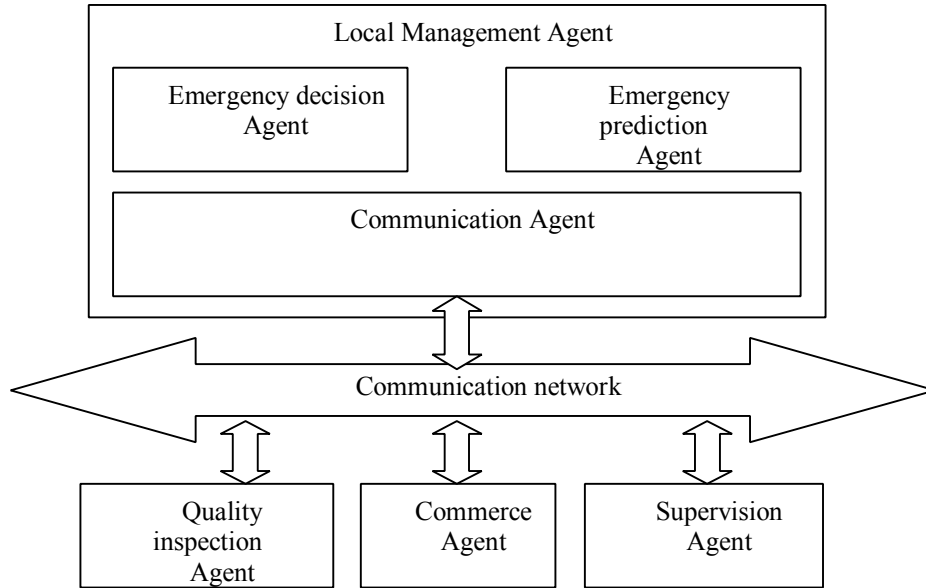 Local Management Agent
Emergency decision
Agent
Emergency
prediction
Agent
Communication Agent
Communication network
Quality
inspection
Agent
Commerce
Agent
Supervision
Agent